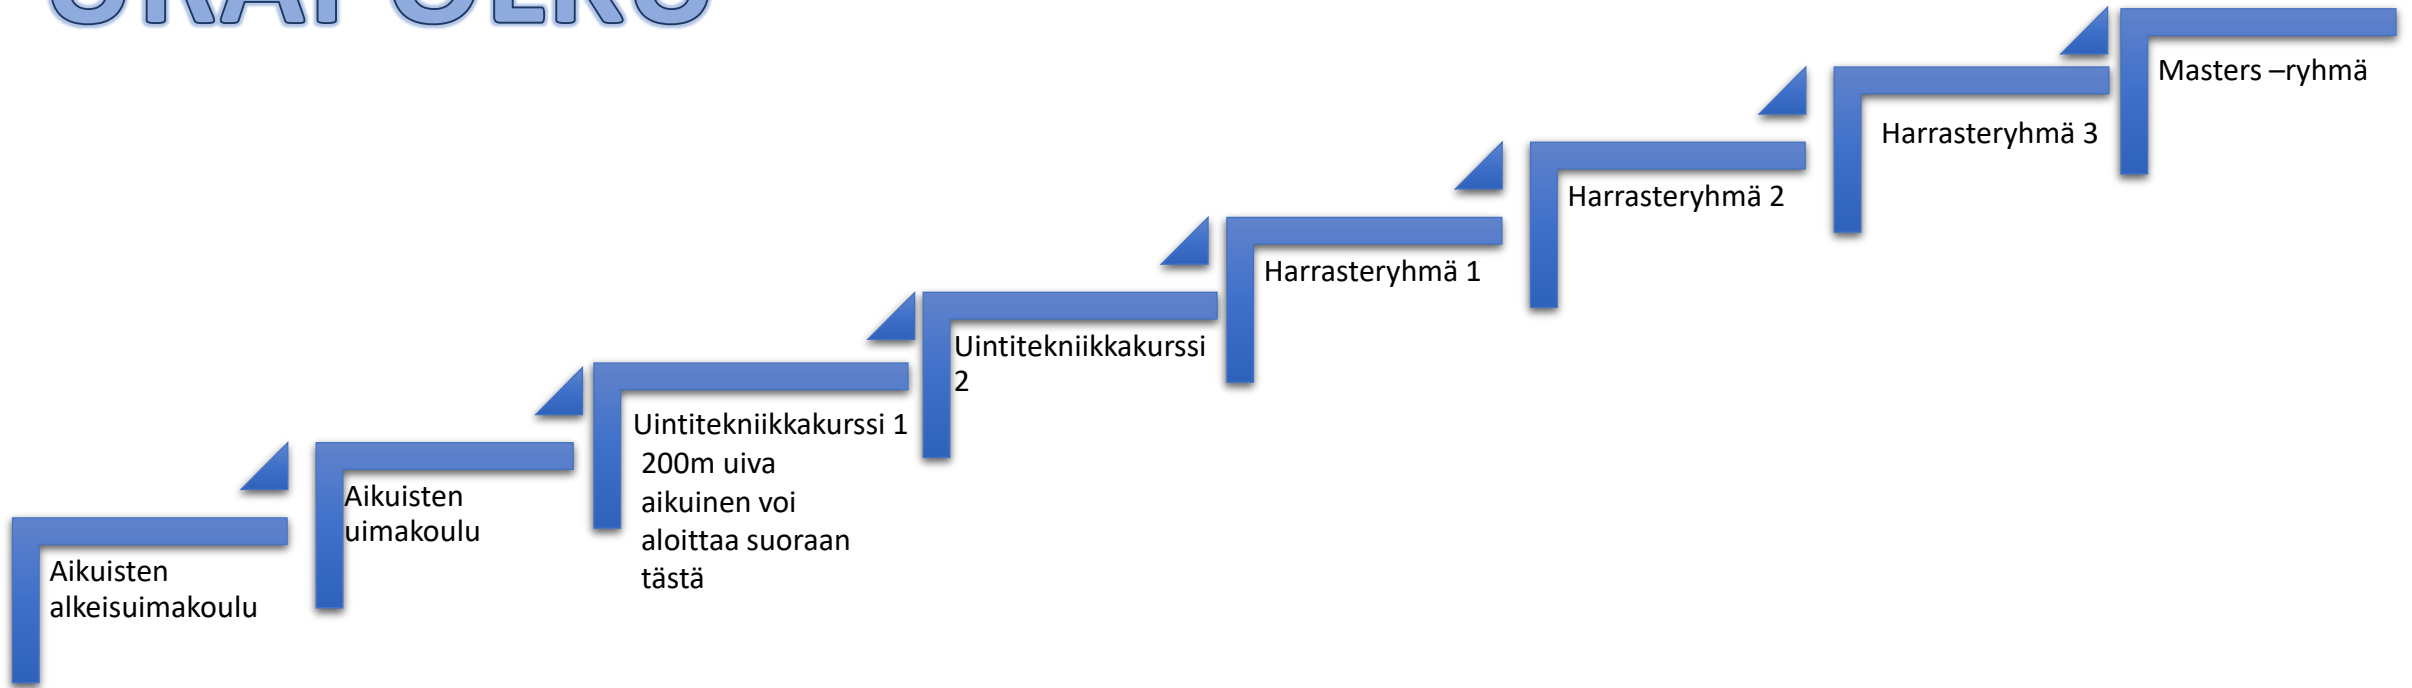 URAPOLKU
Aikuisten
alkeisuimakoulu
Aikuisten
uimakoulu
Uintitekniikkakurssi 1
200m uiva
aikuinen voi
aloittaa suoraan
tästä
Uintitekniikkakurssi
2
Harrasteryhmä 1
Harrasteryhmä 2
Harrasteryhmä 3
Masters –ryhmä